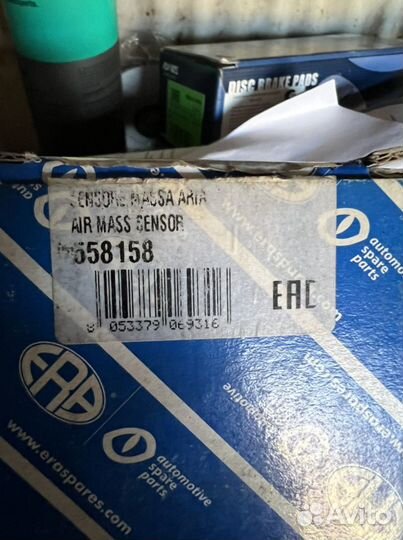 DISC BRAKE PADS
SENSORE MASSA ARIA
AIR MASS SENSOR
558158
8 053379 069316
EAC
automotive
spare
parts
ERA
www.eraspares.com
automotive
spare
parts
Avito